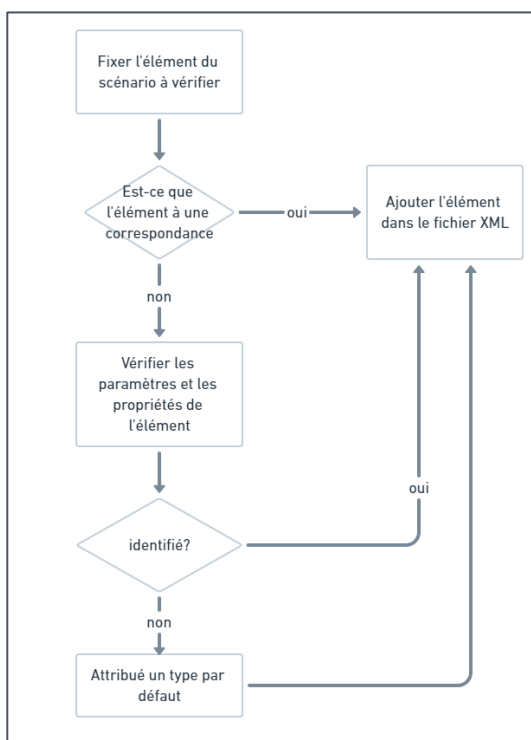 Fixer l'élément du
scénario à vérifier
Est-ce que
l'élément à une
correspondance
oui
Ajouter l'élément
dans le fichier XML
non
Vérifier les
paramètres et les
propriétés de
l'élément
oui
identifié?
non
Attribué un type par
défaut